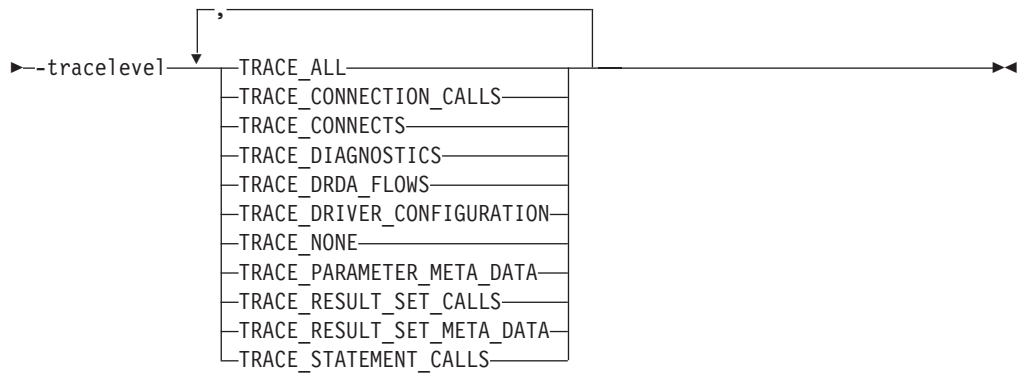 ,
-tracelevel TRACE_ALL
TRACE_CONNECTION_CALLS
TRACE_CONNECTS
TRACE_DIAGNOSTICS
TRACE_DRDA_FLOWS
TRACE_DRIVER_CONFIGURATION
TRACE_NONE
TRACE_PARAMETER_META_DATA
TRACE_RESULT_SET_CALLS
TRACE_RESULT_SET_META_DATA
TRACE_STATEMENT_CALLS